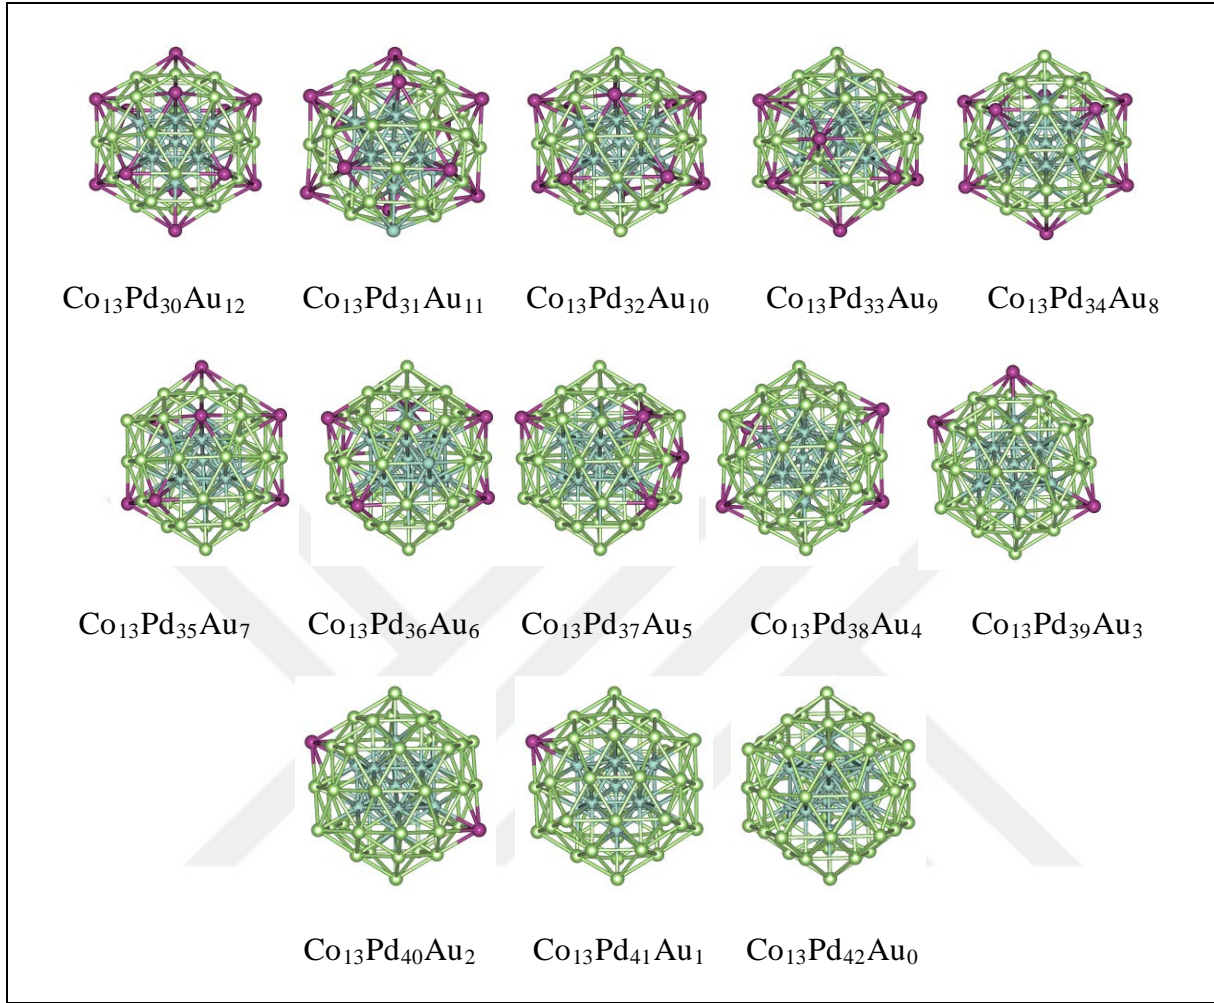 Co₁₃Pd₃₀Au₁₂ Co₁₃Pd₃₁Au₁₁ Co₁₃Pd₃₂Au₁₀ Co₁₃Pd₃₃Au₉ Co₁₃Pd₃₄Au₈
Co₁₃Pd₃₅Au₇ Co₁₃Pd₃₆Au₆ Co₁₃Pd₃₇Au₅ Co₁₃Pd₃₈Au₄ Co₁₃Pd₃₉Au₃
Co₁₃Pd₄₀Au₂ Co₁₃Pd₄₁Au₁ Co₁₃Pd₄₂Au₀